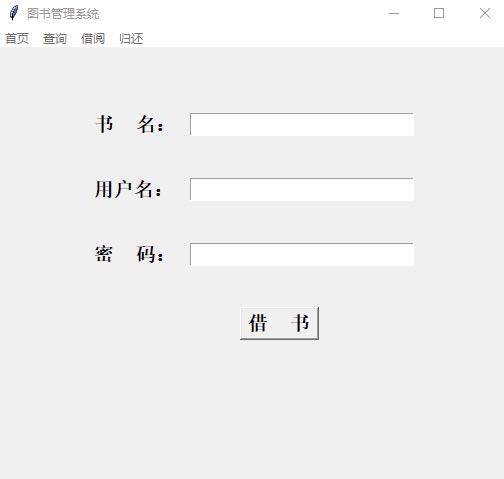 图书管理系统
首页 查询 借阅 归还
书 名：
用户名：
密 码：
借 书